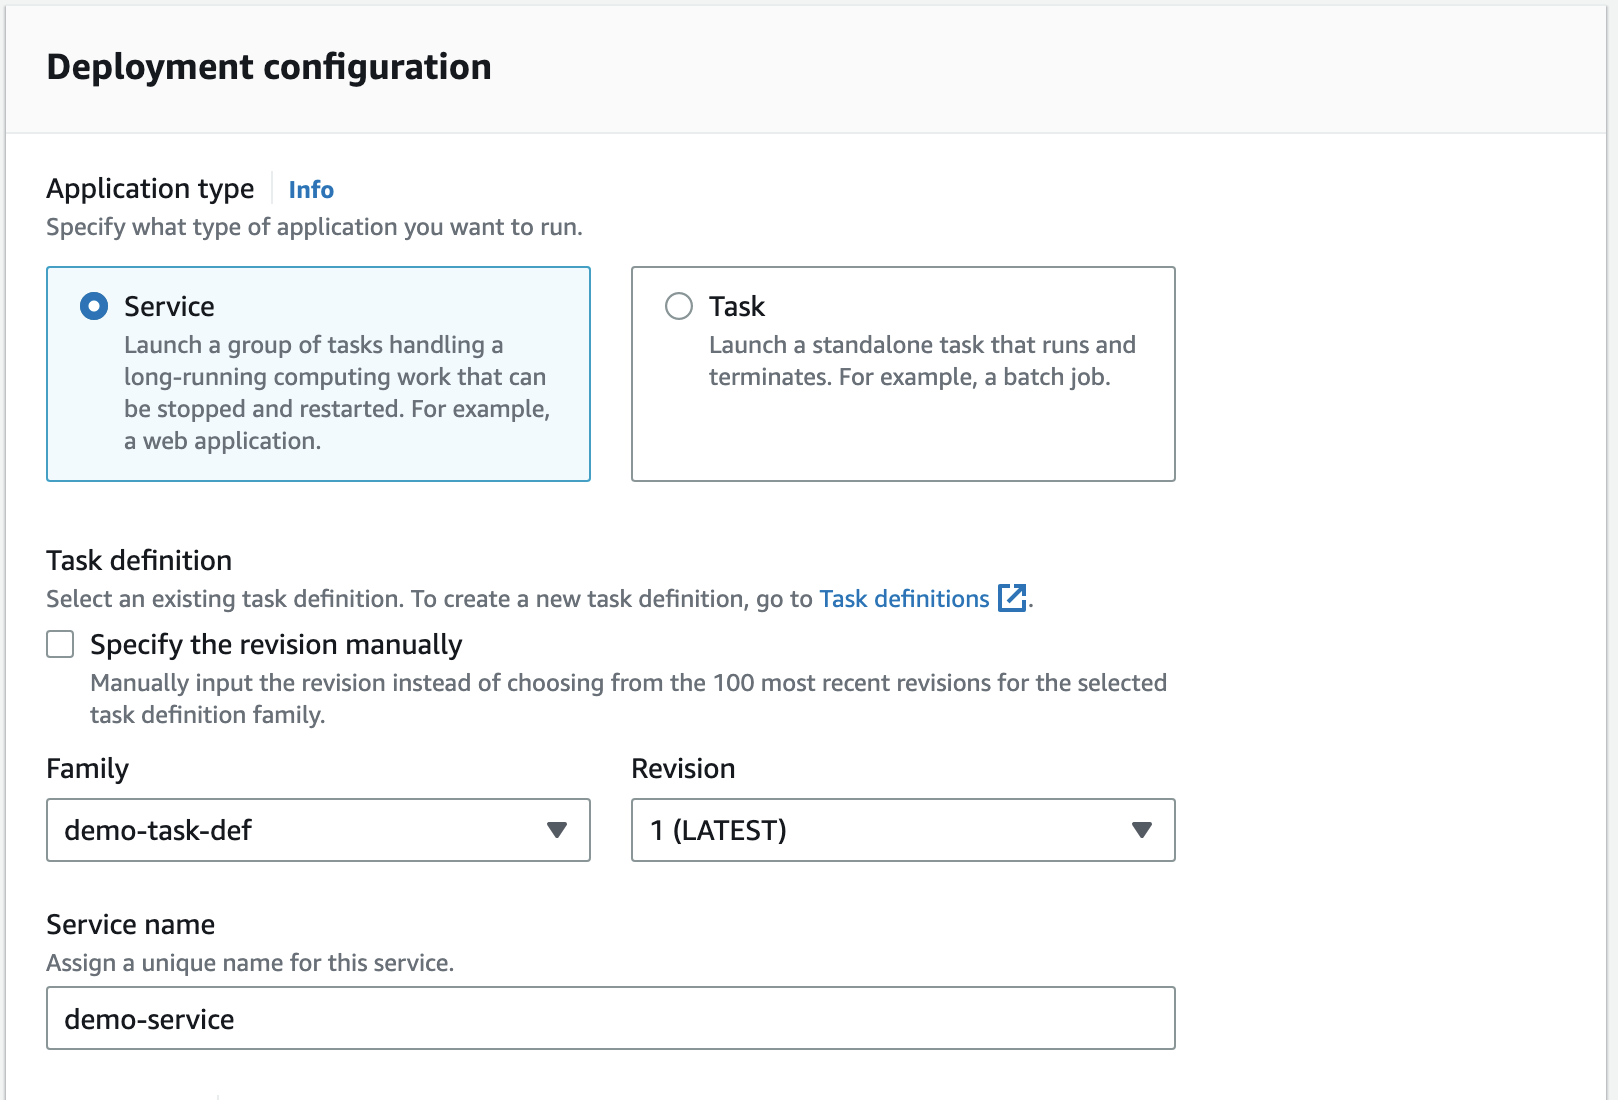 Deployment configuration
Application type Info
Specify what type of application you want to run.
Service
Launch a group of tasks handling a
long-running computing work that can
be stopped and restarted. For example,
a web application.
Task
Launch a standalone task that runs and
terminates. For example, a batch job.
Task definition
Select an existing task definition. To create a new task definition, go to Task definitions.
Specify the revision manually
Manually input the revision instead of choosing from the 100 most recent revisions for the selected
task definition family.
Family
demo-task-def
Revision
1 (LATEST)
Service name
Assign a unique name for this service.
demo-service